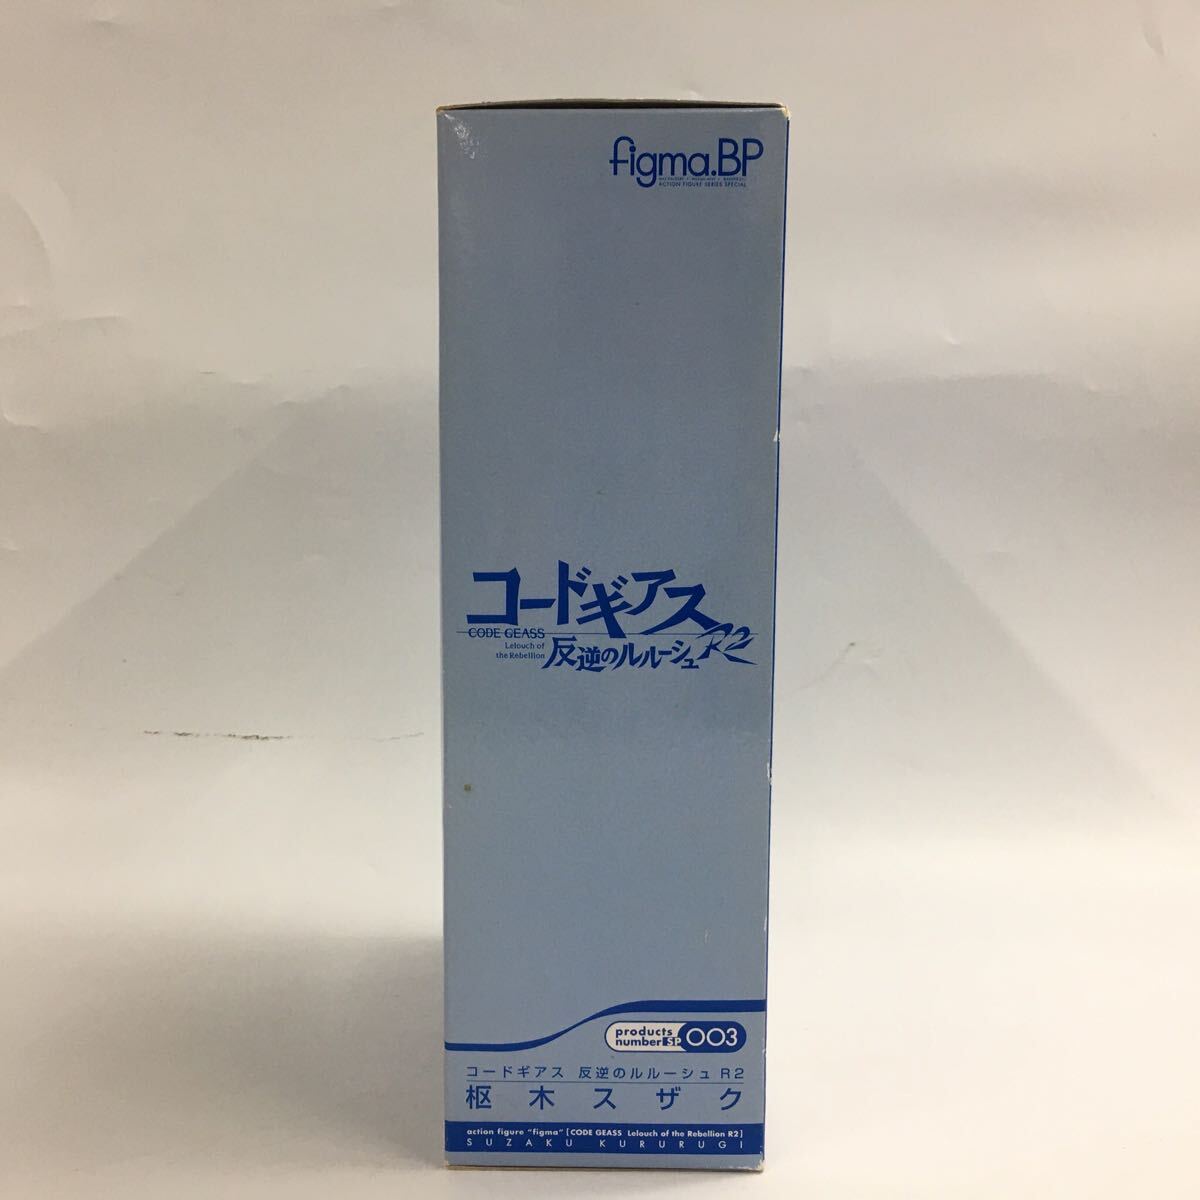 figma.BP
ACTION FIGURE SERIES SPECIAL
コードギアス
CODE GEASS
Lelouch of
the Rebellion
反逆のルルーシュ R2
products
number SP 003
コードギアス 反逆のルルーシュ R2
枢木スザク
action figure "figma" [CODE GEASS Lelouch of the Rebellion R2]
SUZAKU KURURUGI